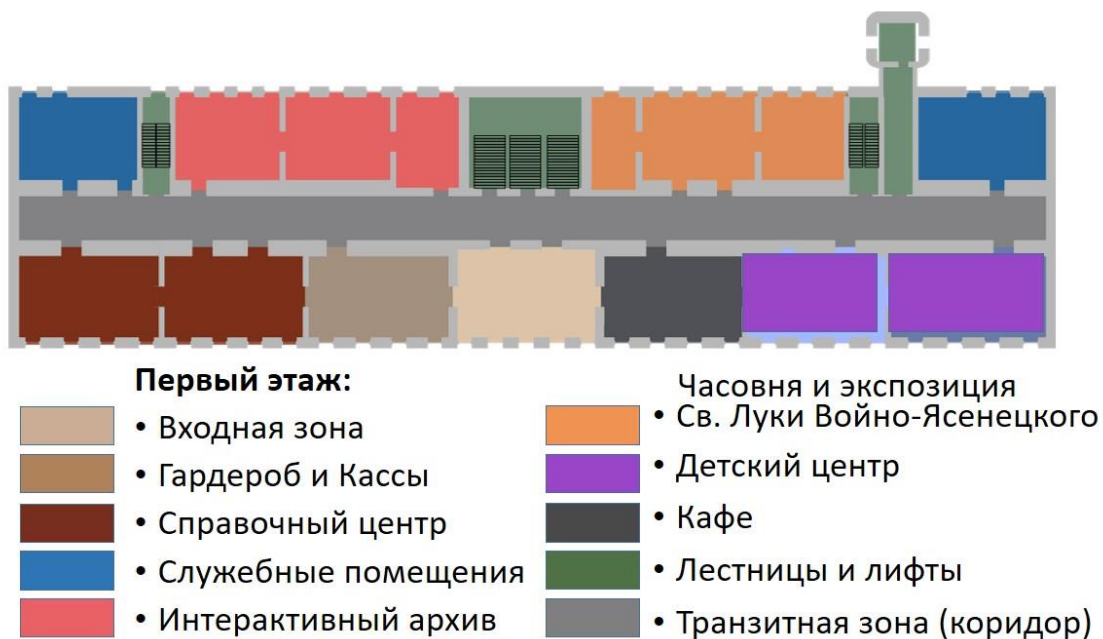 Первый этаж:
• Входная зона
• Гардероб и Кассы
• Справочный центр
• Служебные помещения
• Интерактивный архив
Часовня и экспозиция
• Св. Луки Войно-Ясенецкого
• Детский центр
• Кафе
• Лестницы и лифты
• Транзитная зона (коридор)